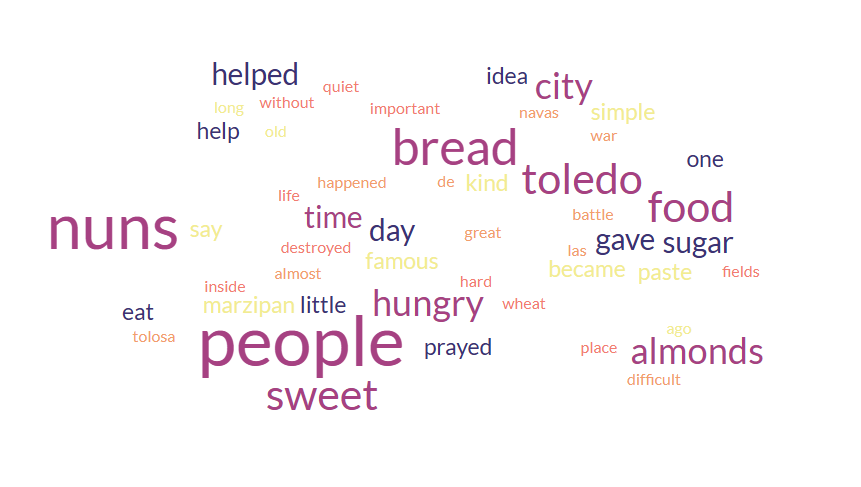 helped
idea
city
quiet
long
without
important
navas
simple
help
old
war
bread
one
toledo
happened
de
kind
life
food
nuns
say
time
day
great
battle
gave
sugar
destroyed
las
famous
almost
became
paste
fields
inside
hard
marzipan
little
hungry
wheat
eat
tolosa
people
prayed
ago
place
almonds
difficult
sweet